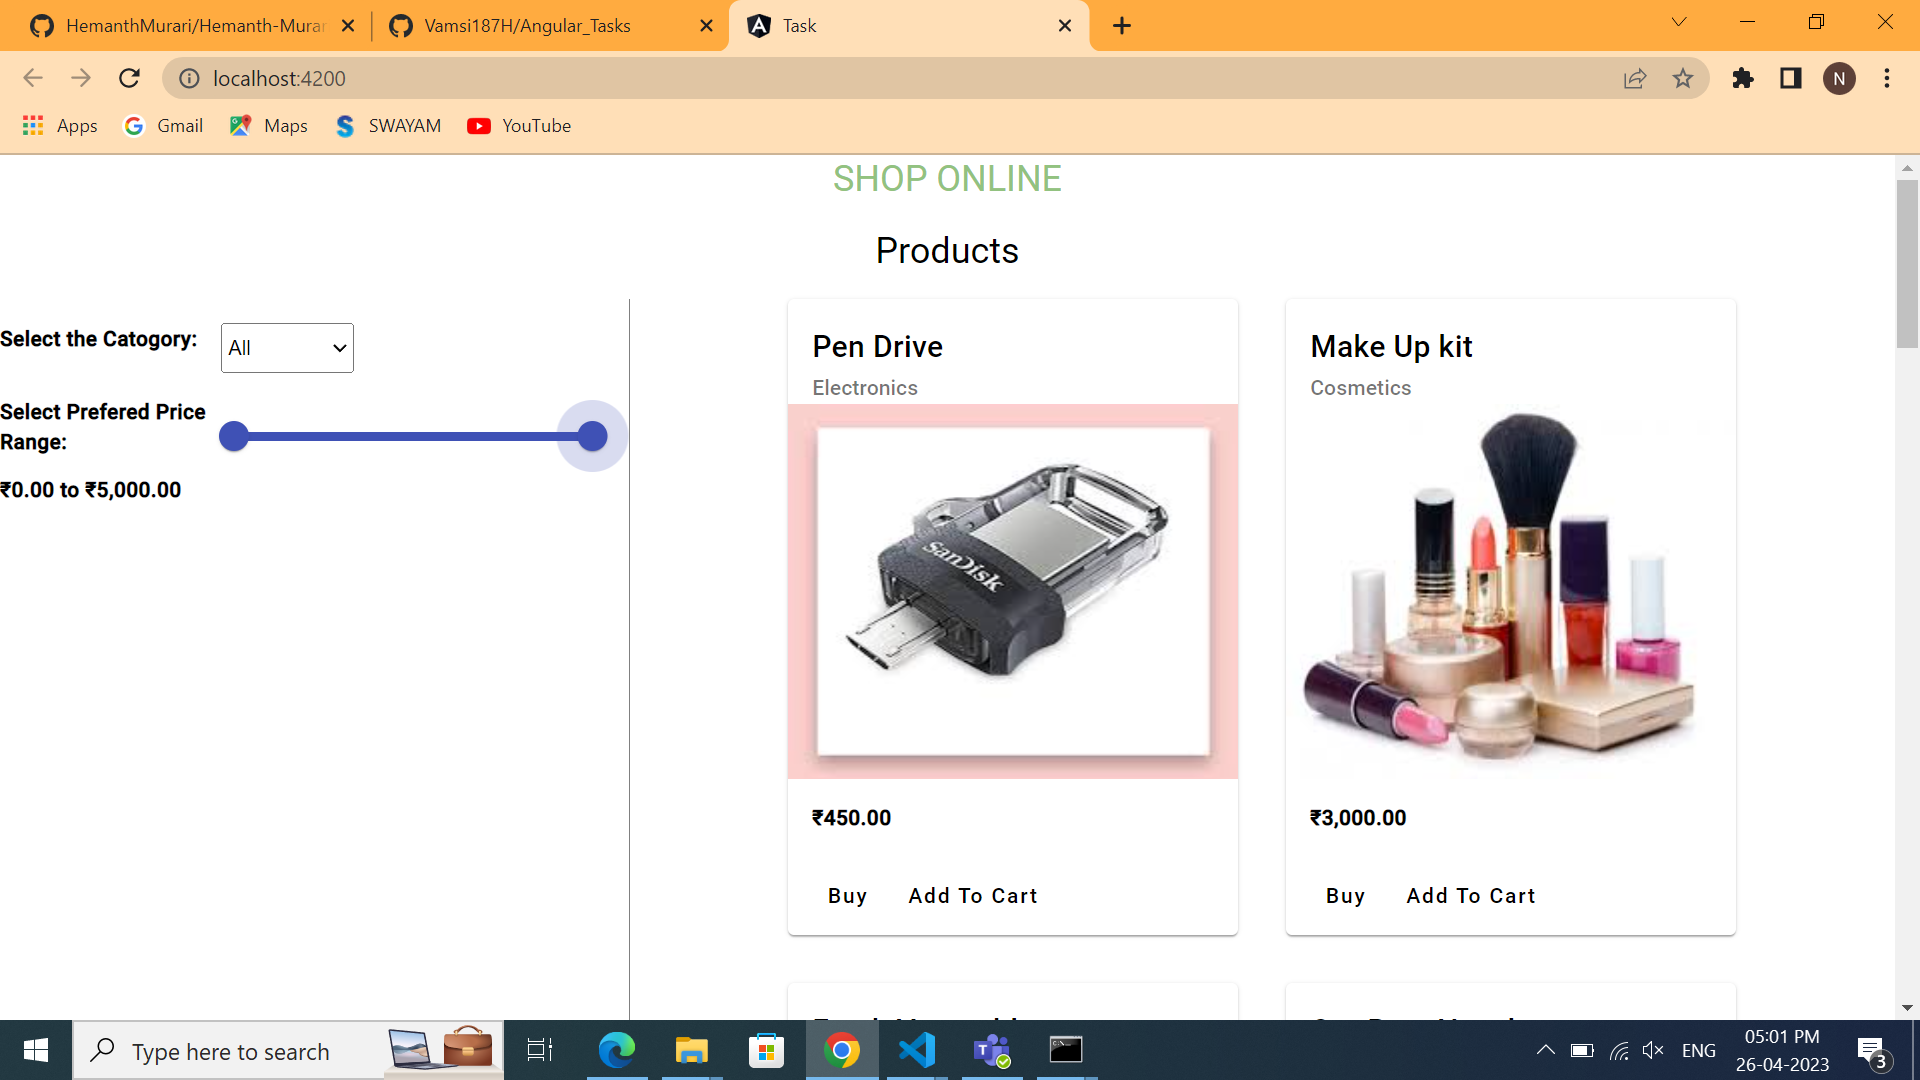 HemanthMurari/Hemanth-Murar
Vamsi187H/Angular_Tasks
Task
localhost:4200
N
Apps
Gmail
Maps
SWAYAM
YouTube
SHOP ONLINE
Products
Select the Catogory:
All
Select Prefered Price
Range:
₹0.00 to ₹5,000.00
Pen Drive
Electronics
SanDisk
₹450.00
Buy
Add To Cart
Make Up kit
Cosmetics
₹3,000.00
Buy
Add To Cart
Type here to search
ENG
05:01 PM
26-04-2023
3